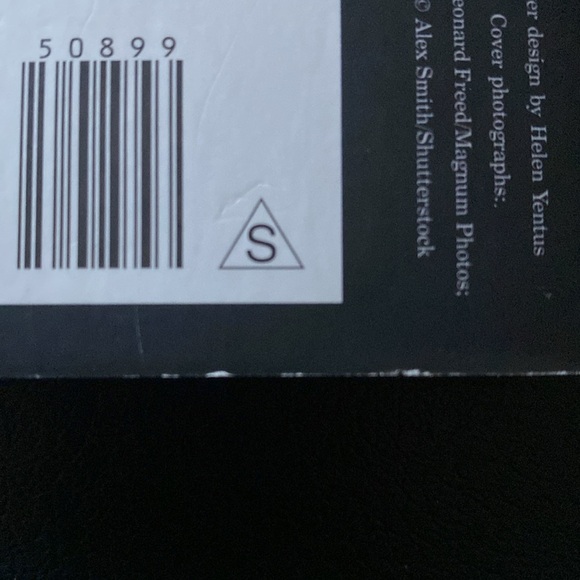 50899
S
er design by Helen Yentus
Cover photographs:.
eonard Freed/Magnum Photos;
© Alex Smith/Shutterstock